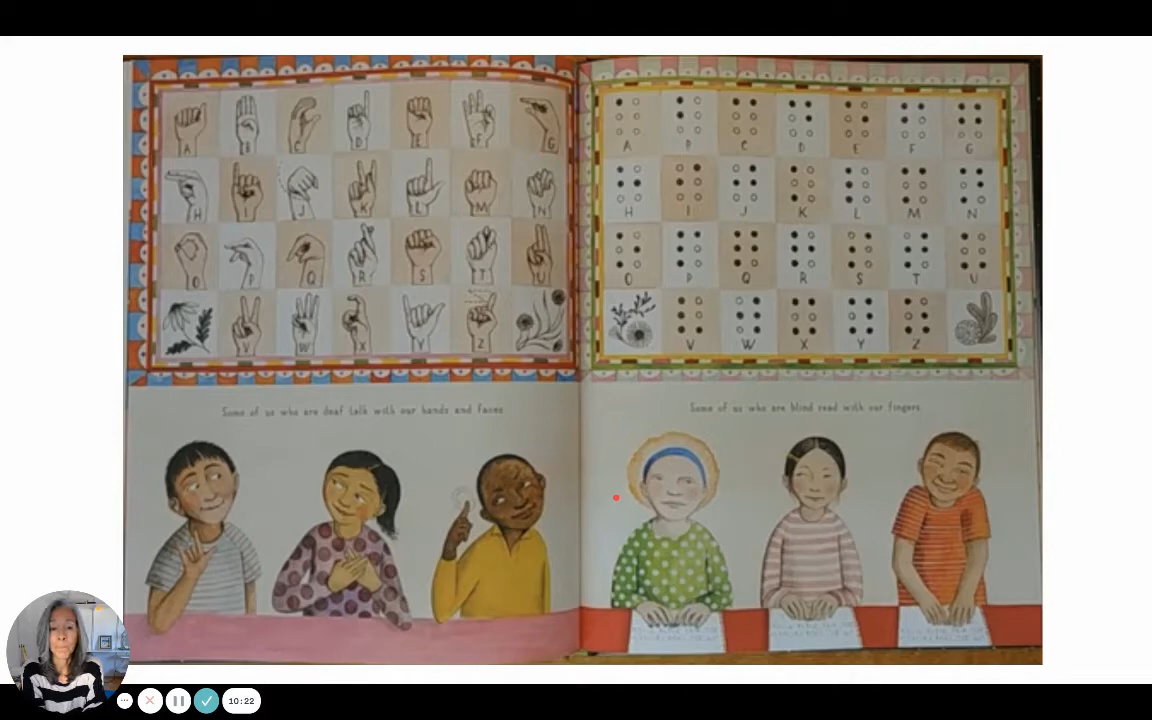 A B C D E F G
H I J K L M N
O P Q R S T U
V W X Y Z
Some of us who are deaf talk with our hands and faces
A B C D E F G
H I J K L M N
O P Q R S T U
V W X Y Z
Some of us who are blind read with our fingers.
10:22